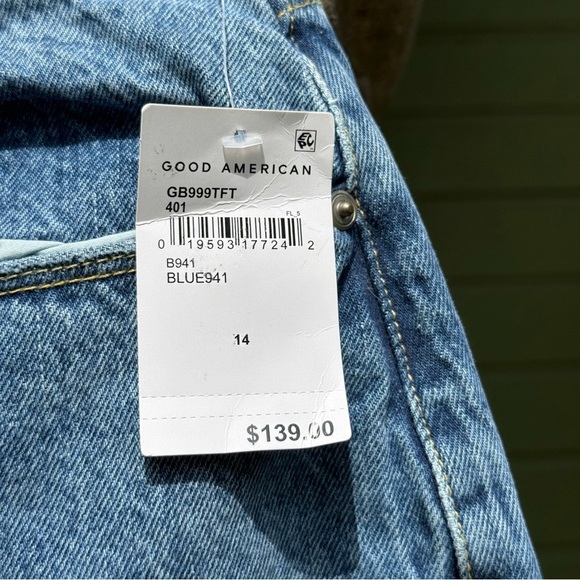 GOOD AMERICAN
GB999TFT
401
FL_5
0 19593 17724 2
B941
BLUE941
14
$139.00